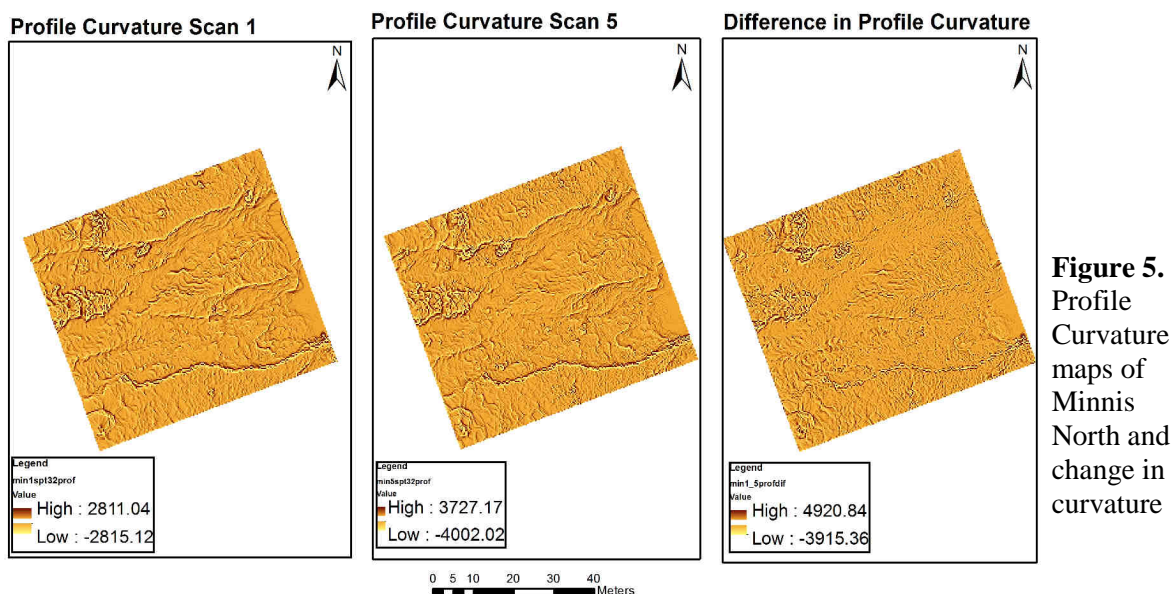 Profile Curvature Scan 1
N
Legend
min1spt32prof
Value
High : 2811.04
Low : -2815.12
Profile Curvature Scan 5
N
Legend
min5spt32prof
Value
High : 3727.17
Low : -4002.02
Difference in Profile Curvature
N
Legend
min1_5profdif
Value
High : 4920.84
Low : -3915.36
0 5 10 20 30 40
Meters
Figure 5.
Profile
Curvature
maps of
Minnis
North and
change in
curvature